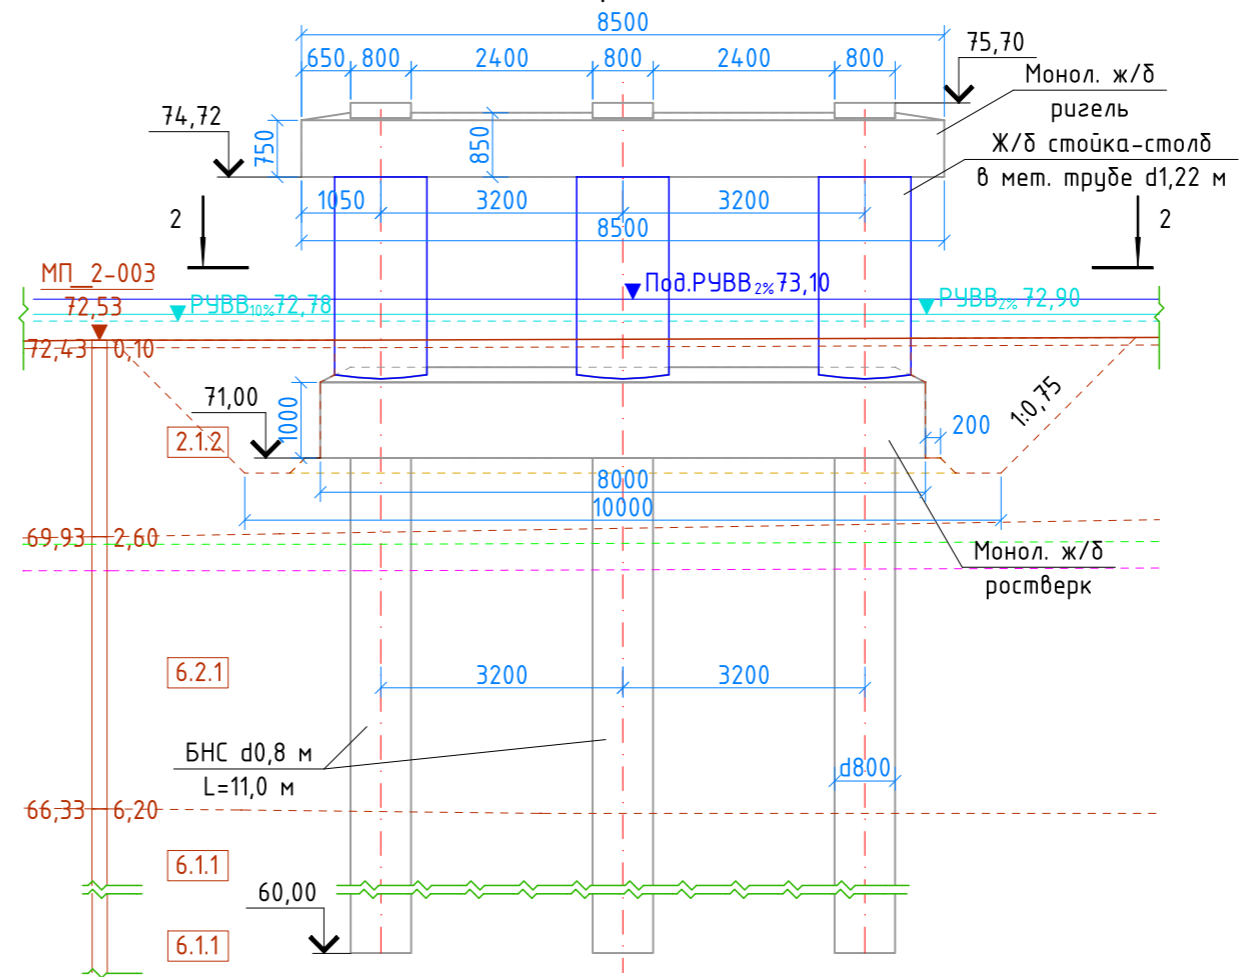 8500
650 800 2400 800 2400 800
75,70
Монол. ж/б
ригель
74,72
750
850
Ж/б стойка-столб
в мет. трубе d1,22 м
1050 3200 3200
2
2
8500
МП_2-003
72,53
РУВВ10% 72,78
Под.РУВВ2% 73,10
РУВВ2% 72,90
72,43 0,10
71,00
1000
1:0,75
200
2.1.2
8000
10000
69,93 2,60
Монол. ж/б
ростверк
6.2.1
3200 3200
БНС d0,8 м
L=11,0 м
d800
66,33 6,20
6.1.1
60,00
6.1.1